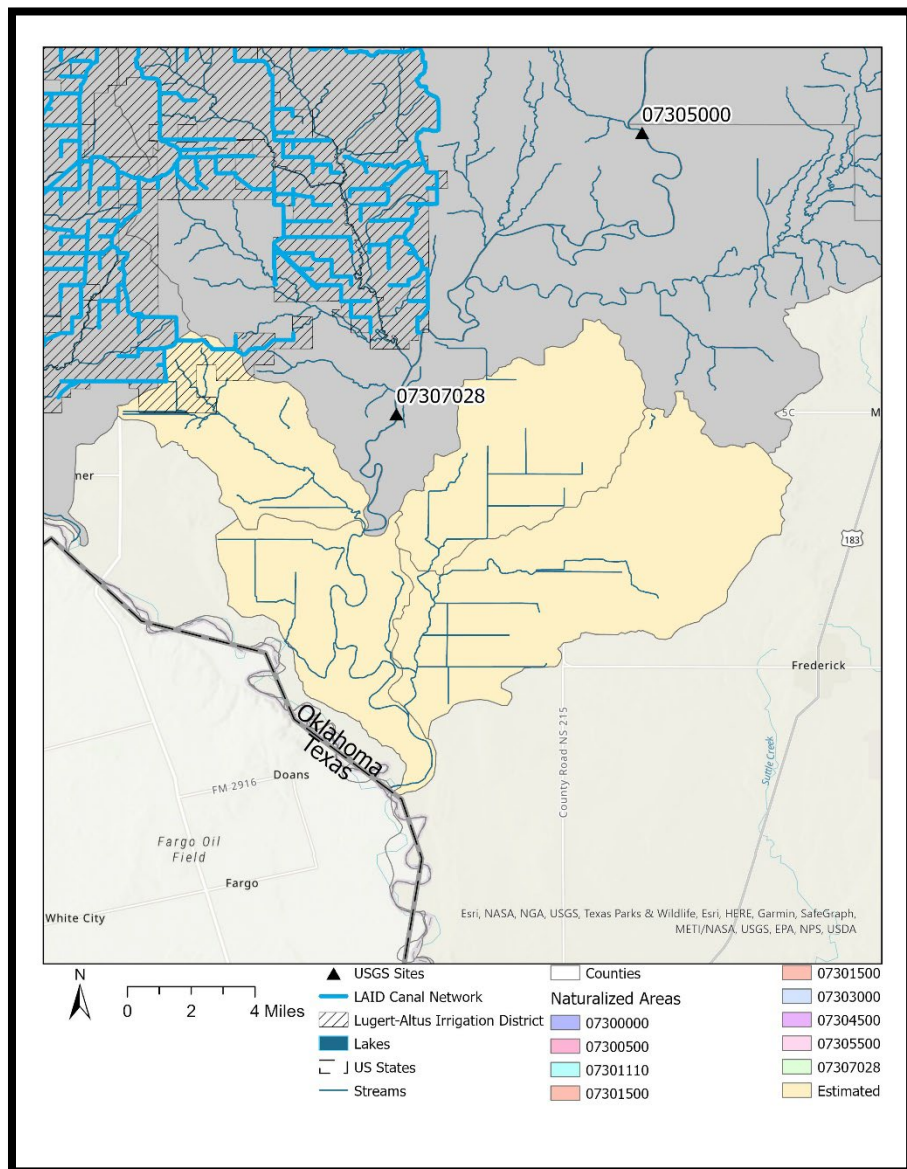 07305000
07307028
SC
M
ner
183
Frederick
Oklahoma
Texas
Doans
FM 2916
County Road NS 215
Suttle Creek
Fargo Oil
Field
Fargo
White City
Esri, NASA, NGA, USGS, Texas Parks & Wildlife, Esri, HERE, Garmin, SafeGraph,
METI/NASA, USGS, EPA, NPS, USDA
N
0 1 2 4 Miles
USGS Sites
LAID Canal Network
Lugert-Altus Irrigation District
Lakes
US States
Streams
Counties
Naturalized Areas
07300000
07300500
07301110
07301500
07301500
07303000
07304500
07305500
07307028
Estimated